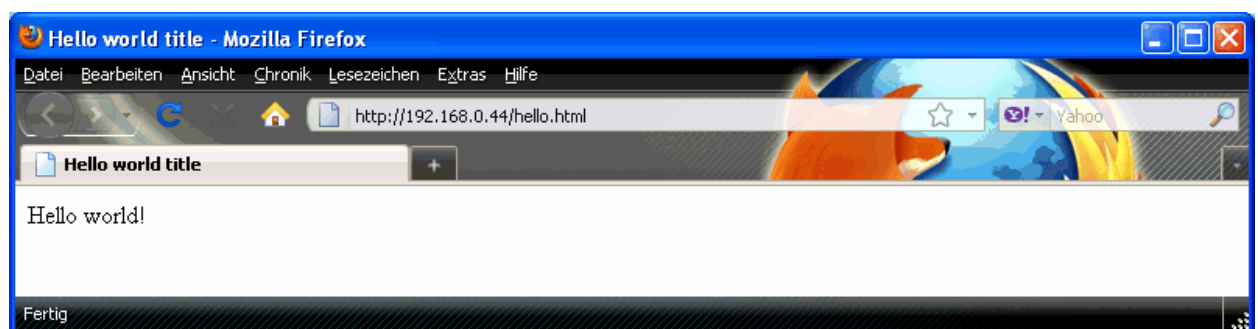 Hello world title - Mozilla Firefox
Datei Bearbeiten Ansicht Chronik Lesezeichen Extras Hilfe
http://192.168.0.44/hello.html Yahoo
Hello world title
Hello world!
Fertig